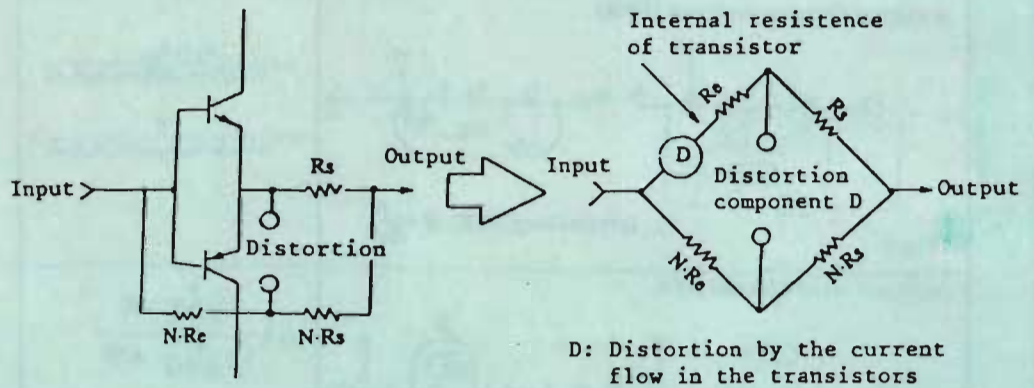 Input
Rs
Output
Distortion
N·Re
N·Rs
Internal resistence
of transistor
Re
Rs
D
Input
Distortion
component D
Output
N·Re
N·Rs
D: Distortion by the current
flow in the transistors